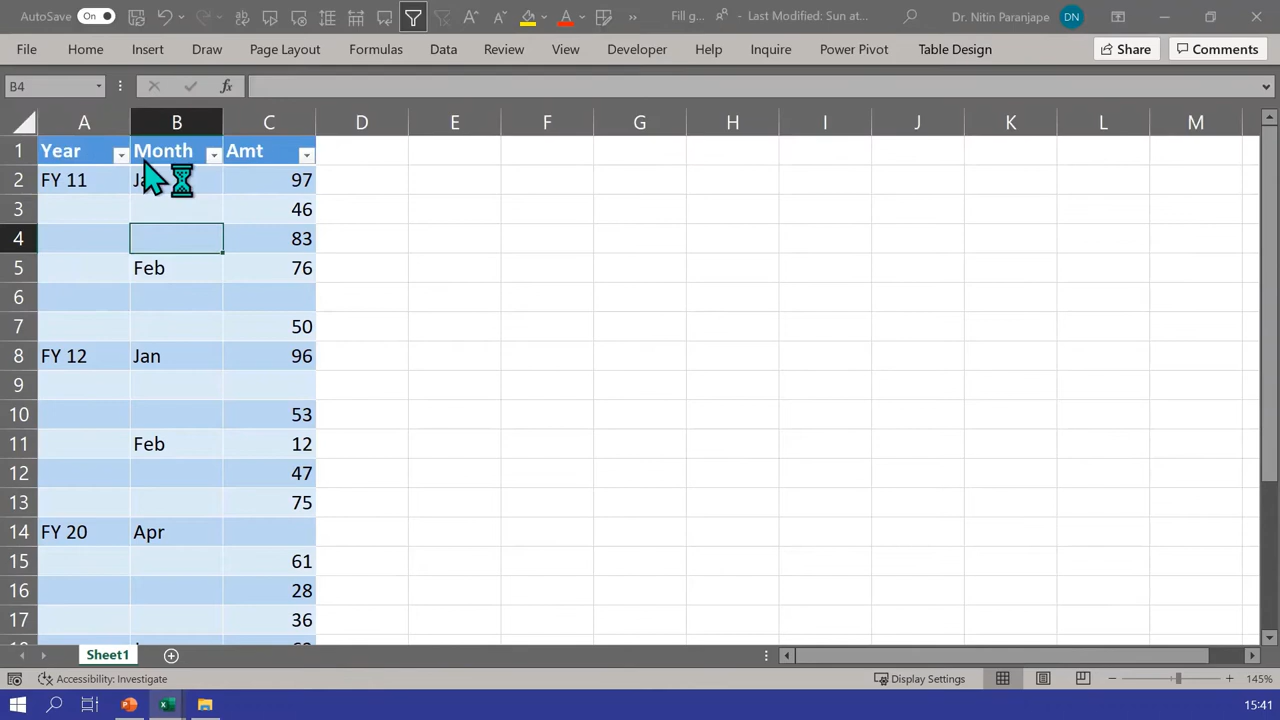 AutoSave On Fill g... - Last Modified: Sun at... Dr. Nitin Paranjape DN
File Home Insert Draw Page Layout Formulas Data Review View Developer Help Inquire Power Pivot Table Design Share Comments
B4 fx
A B C D E F G H I J K L M
1 Year Month Amt
2 FY 11 97
3 46
4 83
5 Feb 76
6
7 50
8 FY 12 Jan 96
9
10 53
11 Feb 12
12 47
13 75
14 FY 20 Apr
15 61
16 28
17 36
Sheet1
Accessibility: Investigate Display Settings 145%
15:41